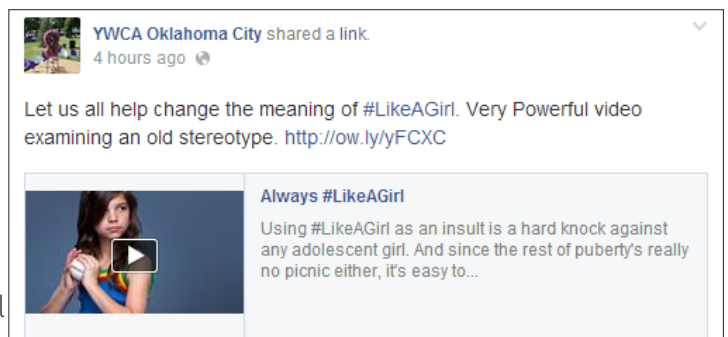 YWCA Oklahoma City shared a link.
4 hours ago
Let us all help change the meaning of #LikeAGirl. Very Powerful video
examining an old stereotype. http://ow.ly/yFCXC
Always #LikeAGirl
Using #LikeAGirl as an insult is a hard knock against
any adolescent girl. And since the rest of puberty's really
no picnic either, it's easy to...
l